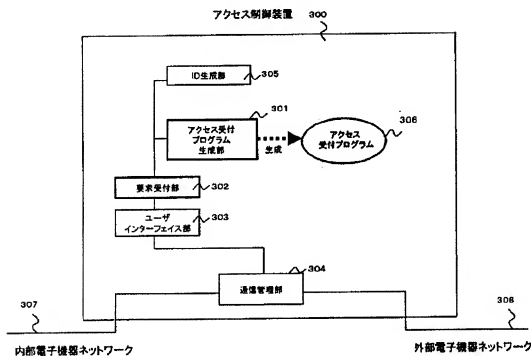 アクセス制御装置 300
ID生成部 305
301
アクセス受付
プログラム
生成部
生成
アクセス
受付プログラム
306
要求受付部 302
ユーザ
インターフェイス部
303
304
通信管理部
307
内部電子機器ネットワーク
308
外部電子機器ネットワーク